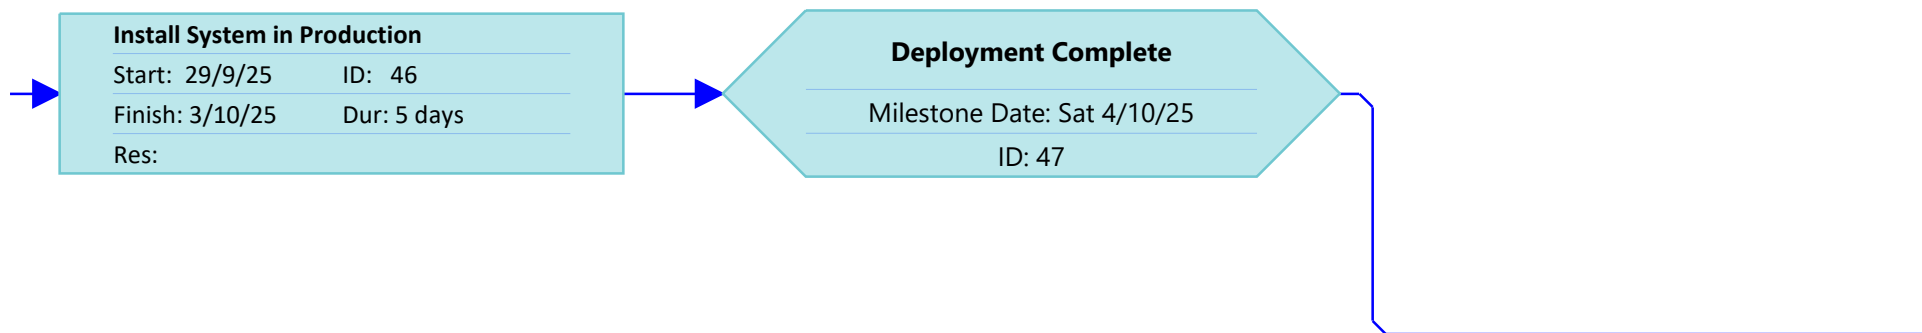 Install System in Production
Start: 29/9/25 ID: 46
Finish: 3/10/25 Dur: 5 days
Res:
Deployment Complete
Milestone Date: Sat 4/10/25
ID: 47